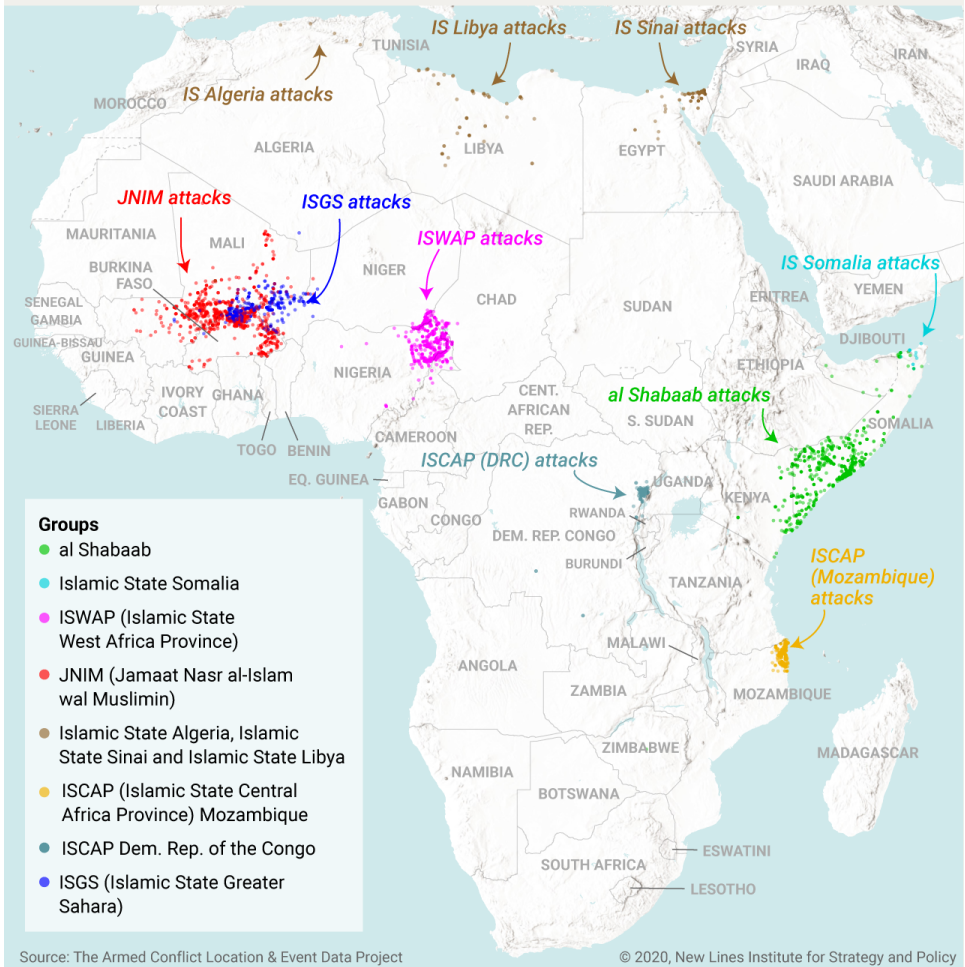 IS Libya attacks
IS Sinai attacks
TUNISIA
SYRIA
IRAQ
IRAN
IS Algeria attacks
MOROCCO
ALGERIA
LIBYA
EGYPT
SAUDI ARABIA
JNIM attacks
ISGS attacks
ISWAP attacks
MAURITANIA
MALI
NIGER
CHAD
SUDAN
ERITREA
YEMEN
IS Somalia attacks
BURKINA
FASO
SENEGAL
GAMBIA
GUINEA-BISSAU
GUINEA
DJIBOUTI
ETHIOPIA
NIGERIA
IVORY
COAST
GHANA
CENT.
AFRICAN
REP.
al Shabaab attacks
SIERRA
LEONE
LIBERIA
S. SUDAN
SOMALIA
TOGO
BENIN
CAMEROON
ISCAP (DRC) attacks
EQ. GUINEA
UGANDA
KENYA
GABON
CONGO
RWANDA
DEM. REP. CONGO
BURUNDI
TANZANIA
ISCAP
(Mozambique)
attacks
MALAWI
ANGOLA
ZAMBIA
MOZAMBIQUE
ZIMBABWE
MADAGASCAR
NAMIBIA
BOTSWANA
ESWATINI
SOUTH AFRICA
LESOTHO
Groups
al Shabaab
Islamic State Somalia
ISWAP (Islamic State
West Africa Province)
JNIM (Jamaat Nasr al-Islam
wal Muslimin)
Islamic State Algeria, Islamic
State Sinai and Islamic State Libya
ISCAP (Islamic State Central
Africa Province) Mozambique
ISCAP Dem. Rep. of the Congo
ISGS (Islamic State Greater
Sahara)
Source: The Armed Conflict Location & Event Data Project
© 2020, New Lines Institute for Strategy and Policy